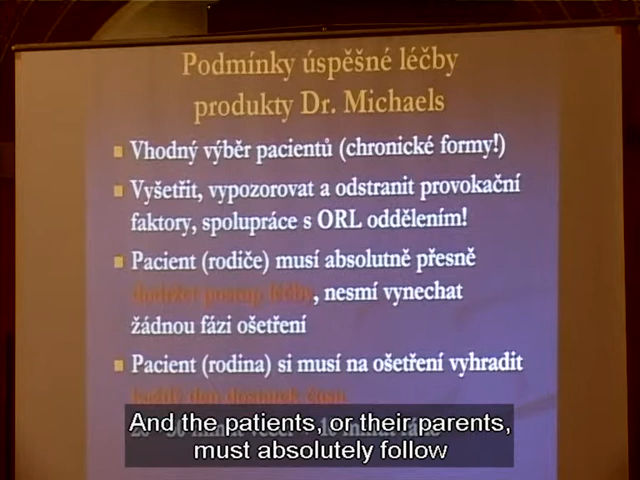 Podmínky úspěšné léčby
produkty Dr. Michaels
Vhodný výběr pacientů (chronické formy!)
Vyšetřit, vypozorovat a odstranit provokační
faktory, spolupráce s ORL oddělením!
Pacient (rodiče) musí absolutně přesně
dodržet postup léčby, nesmí vynechat
žádnou fázi ošetření
Pacient (rodina) si musí na ošetření vyhradit
každý den dostatek času
And the patients, or their parents,
must absolutely follow